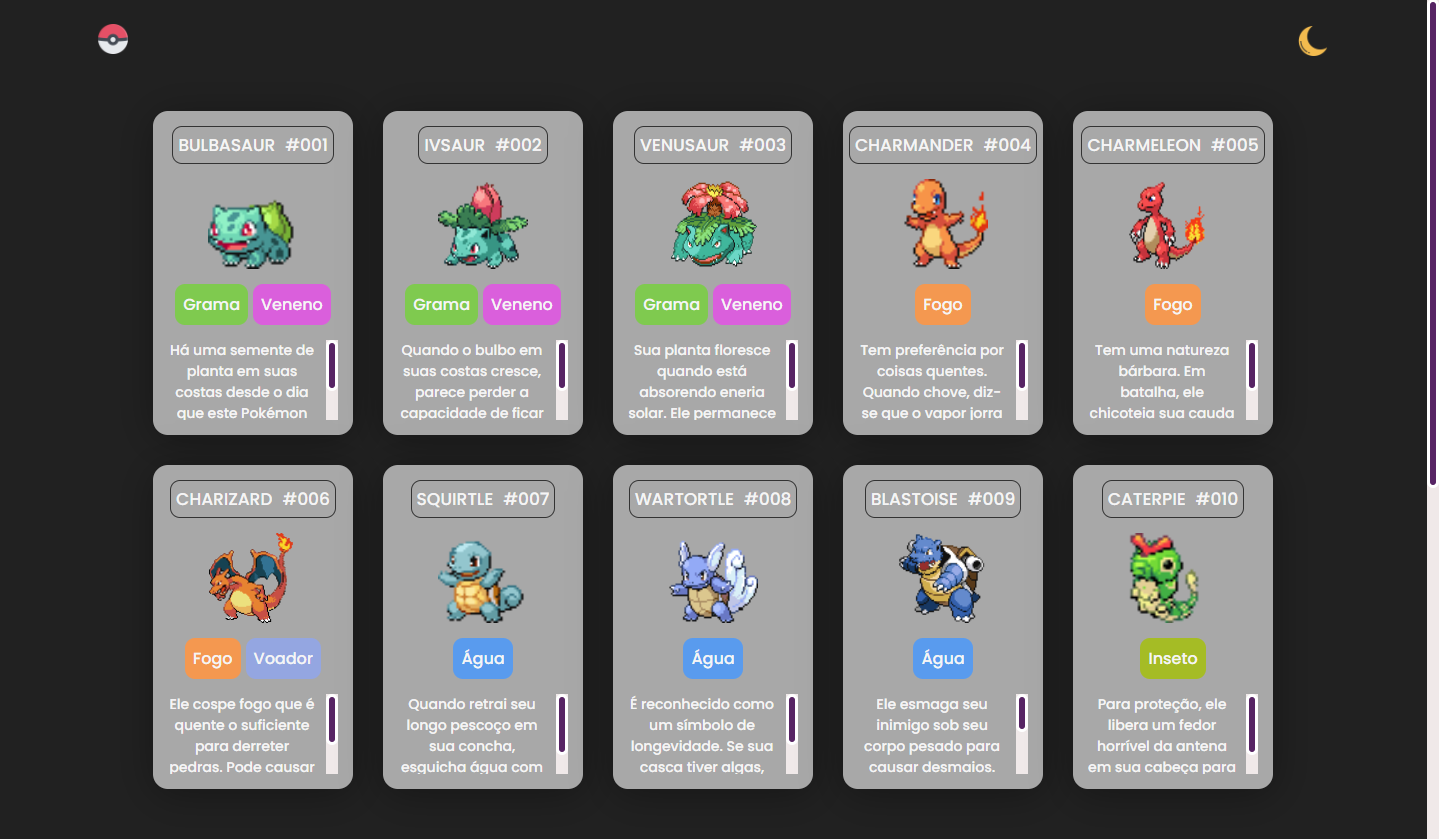 BULBASAUR #001
Grama Veneno
Há uma semente de
planta em suas
costas desde o dia
que este Pokémon
IVSAUR #002
Grama Veneno
Quando o bulbo em
suas costas cresce,
parece perder a
capacidade de ficar
VENUSAUR #003
Grama Veneno
Sua planta floresce
quando está
absorendo eneria
solar. Ele permanece
CHARMANDER #004
Fogo
Tem preferência por
coisas quentes.
Quando chove, diz-
se que o vapor jorra
CHARMELEON #005
Fogo
Tem uma natureza
bárbara. Em
batalha, ele
chicoteia sua cauda
CHARIZARD #006
Fogo Voador
Ele cospe fogo que é
quente o suficiente
para derreter
pedras. Pode causar
SQUIRTLE #007
Água
Quando retrai seu
longo pescoço em
sua concha,
esguicha água com
WARTORTLE #008
Água
É reconhecido como
um símbolo de
longevidade. Se sua
casca tiver algas,
BLASTOISE #009
Água
Ele esmaga seu
inimigo sob seu
corpo pesado para
causar desmaios.
CATERPIE #010
Inseto
Para proteção, ele
libera um fedor
horrível da antena
em sua cabeça para